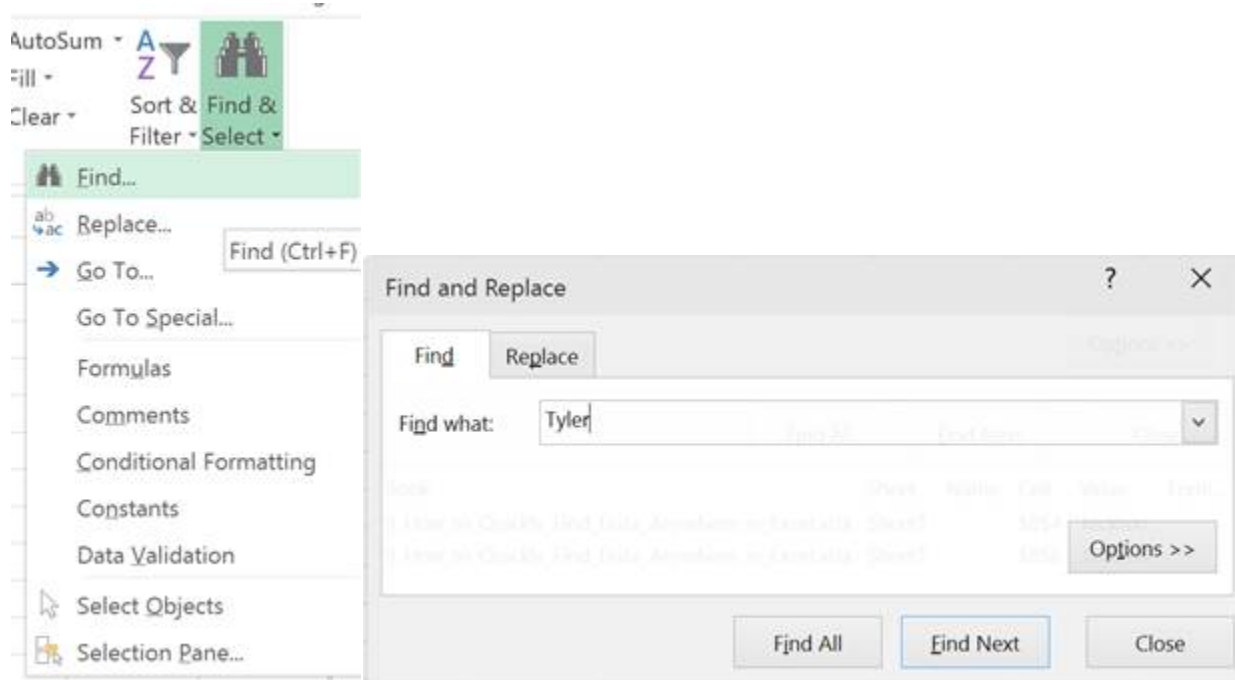 AutoSum
Fill
Clear
A
Z
Sort &
Filter
Find &
Select
Find...
ab
ac
Replace...
Find (Ctrl+F)
Go To...
Go To Special...
Formulas
Comments
Conditional Formatting
Constants
Data Validation
Select Objects
Selection Pane...
Find and Replace
?
Find
Replace
Find what:
Tyler
Options >>
Find All
Find Next
Close